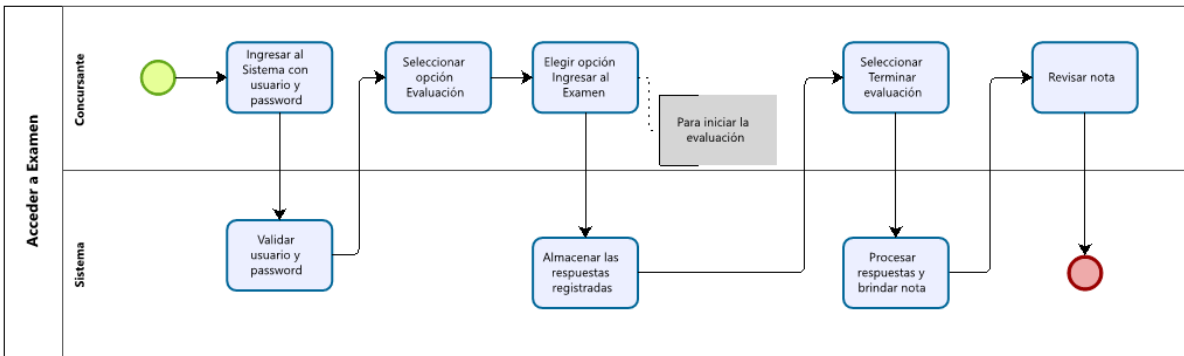 Acceder a Examen
Concursante
Ingresar al
Sistema con
usuario y
password
Seleccionar
opción
Evaluación
Elegir opción
Ingresar al
Examen
Para iniciar la
evaluación
Seleccionar
Terminar
evaluación
Revisar nota
Sistema
Validar
usuario y
password
Almacenar las
respuestas
registradas
Procesar
respuestas y
brindar nota